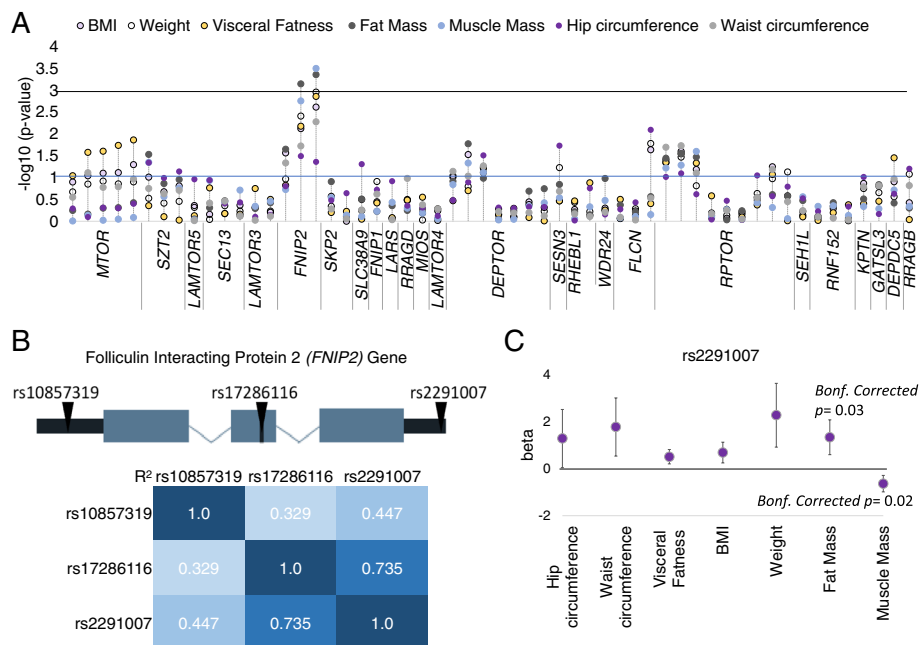 A
BMI Weight Visceral Fatness Fat Mass Muscle Mass Hip circumference Waist circumference
-log10 (p-value)
4
3.5
3
2.5
2
1.5
1
0.5
0
MTOR SZT2 LAMTOR5 SEC13 LAMTOR3 FNIP2 SKP2 SLC38A9 FNIP1 LARS RRAGD MIOS LAMTOR4 DEPTOR SESN3 RHEBL1 WDR24 FLCN RPTOR SEH1L RNF152 KPTN GATSL3 DEPDC5 RRAGB
B
Folliculin Interacting Protein 2 (FNIP2) Gene
rs10857319 rs17286116 rs2291007
R² rs10857319 rs17286116 rs2291007
rs10857319 1.0 0.329 0.447
rs17286116 0.329 1.0 0.735
rs2291007 0.447 0.735 1.0
C
rs2291007
beta
4
2
0
-2
Bonf. Corrected
p= 0.03
Bonf. Corrected p= 0.02
Hip
circumference
Waist
circumference
Visceral
Fatness
BMI
Weight
Fat Mass
Muscle Mass